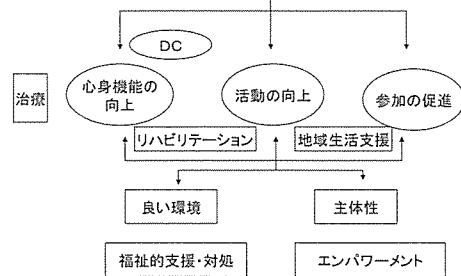 DC
治療
心身機能の
向上
活動の向上
参加の促進
リハビリテーション
地域生活支援
良い環境
主体性
福祉的支援・対処
エンパワーメント